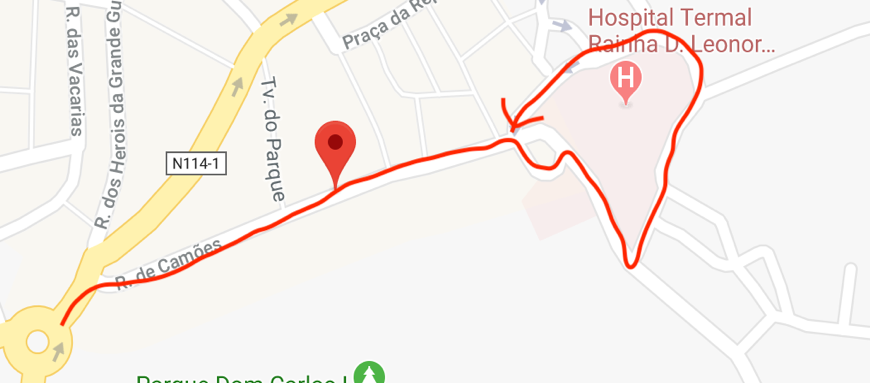 Hospital Termal
Rainha D. Leonor...
Praça da Rep
R. das Vacarias
R. dos Herois da Grande Gu
Tv. do Parque
N114-1
R. de Camões
H
Parque Dom Carlos I